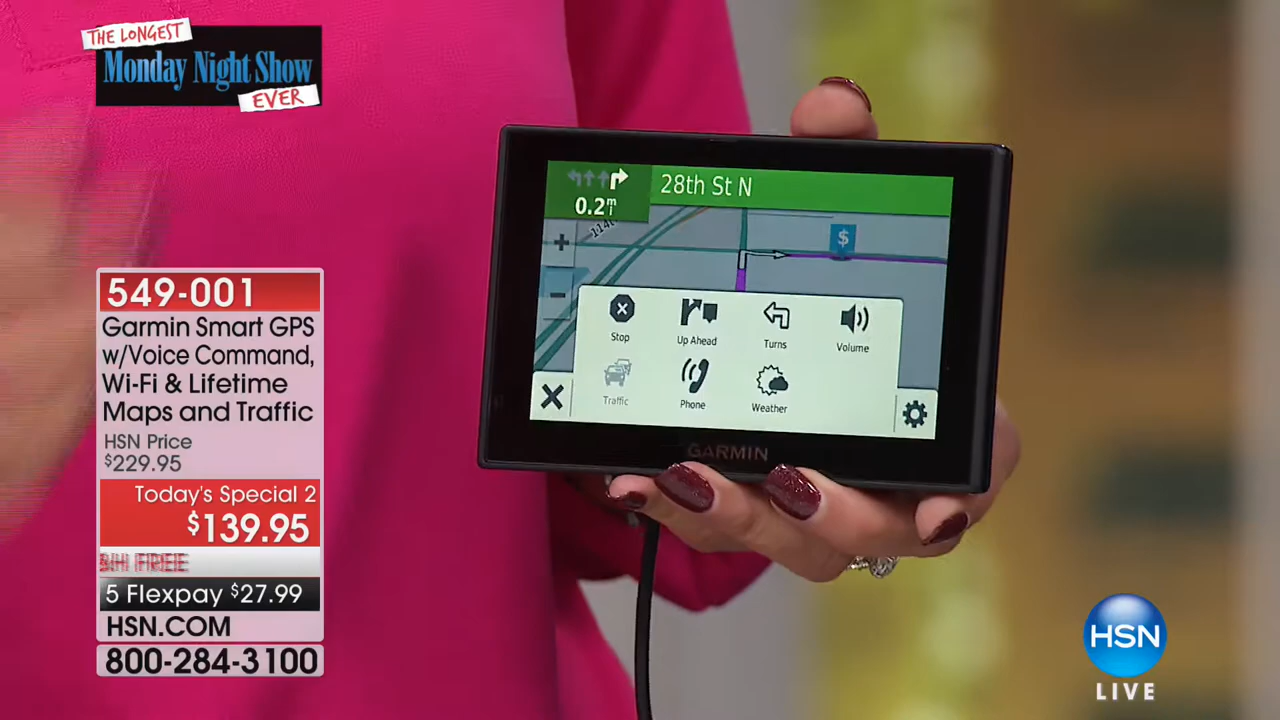 THE LONGEST
Monday Night Show
EVER
549-001
Garmin Smart GPS
w/Voice Command,
Wi-Fi & Lifetime
Maps and Traffic
HSN Price
$229.95
Today's Special 2
$139.95
FREE
5 Flexpay $27.99
HSN.COM
800-284-3100
28th St N
0.2 mi
$
+
-
Stop
Up Ahead
Turns
Volume
Traffic
Phone
Weather
GARMIN
HSN
LIVE